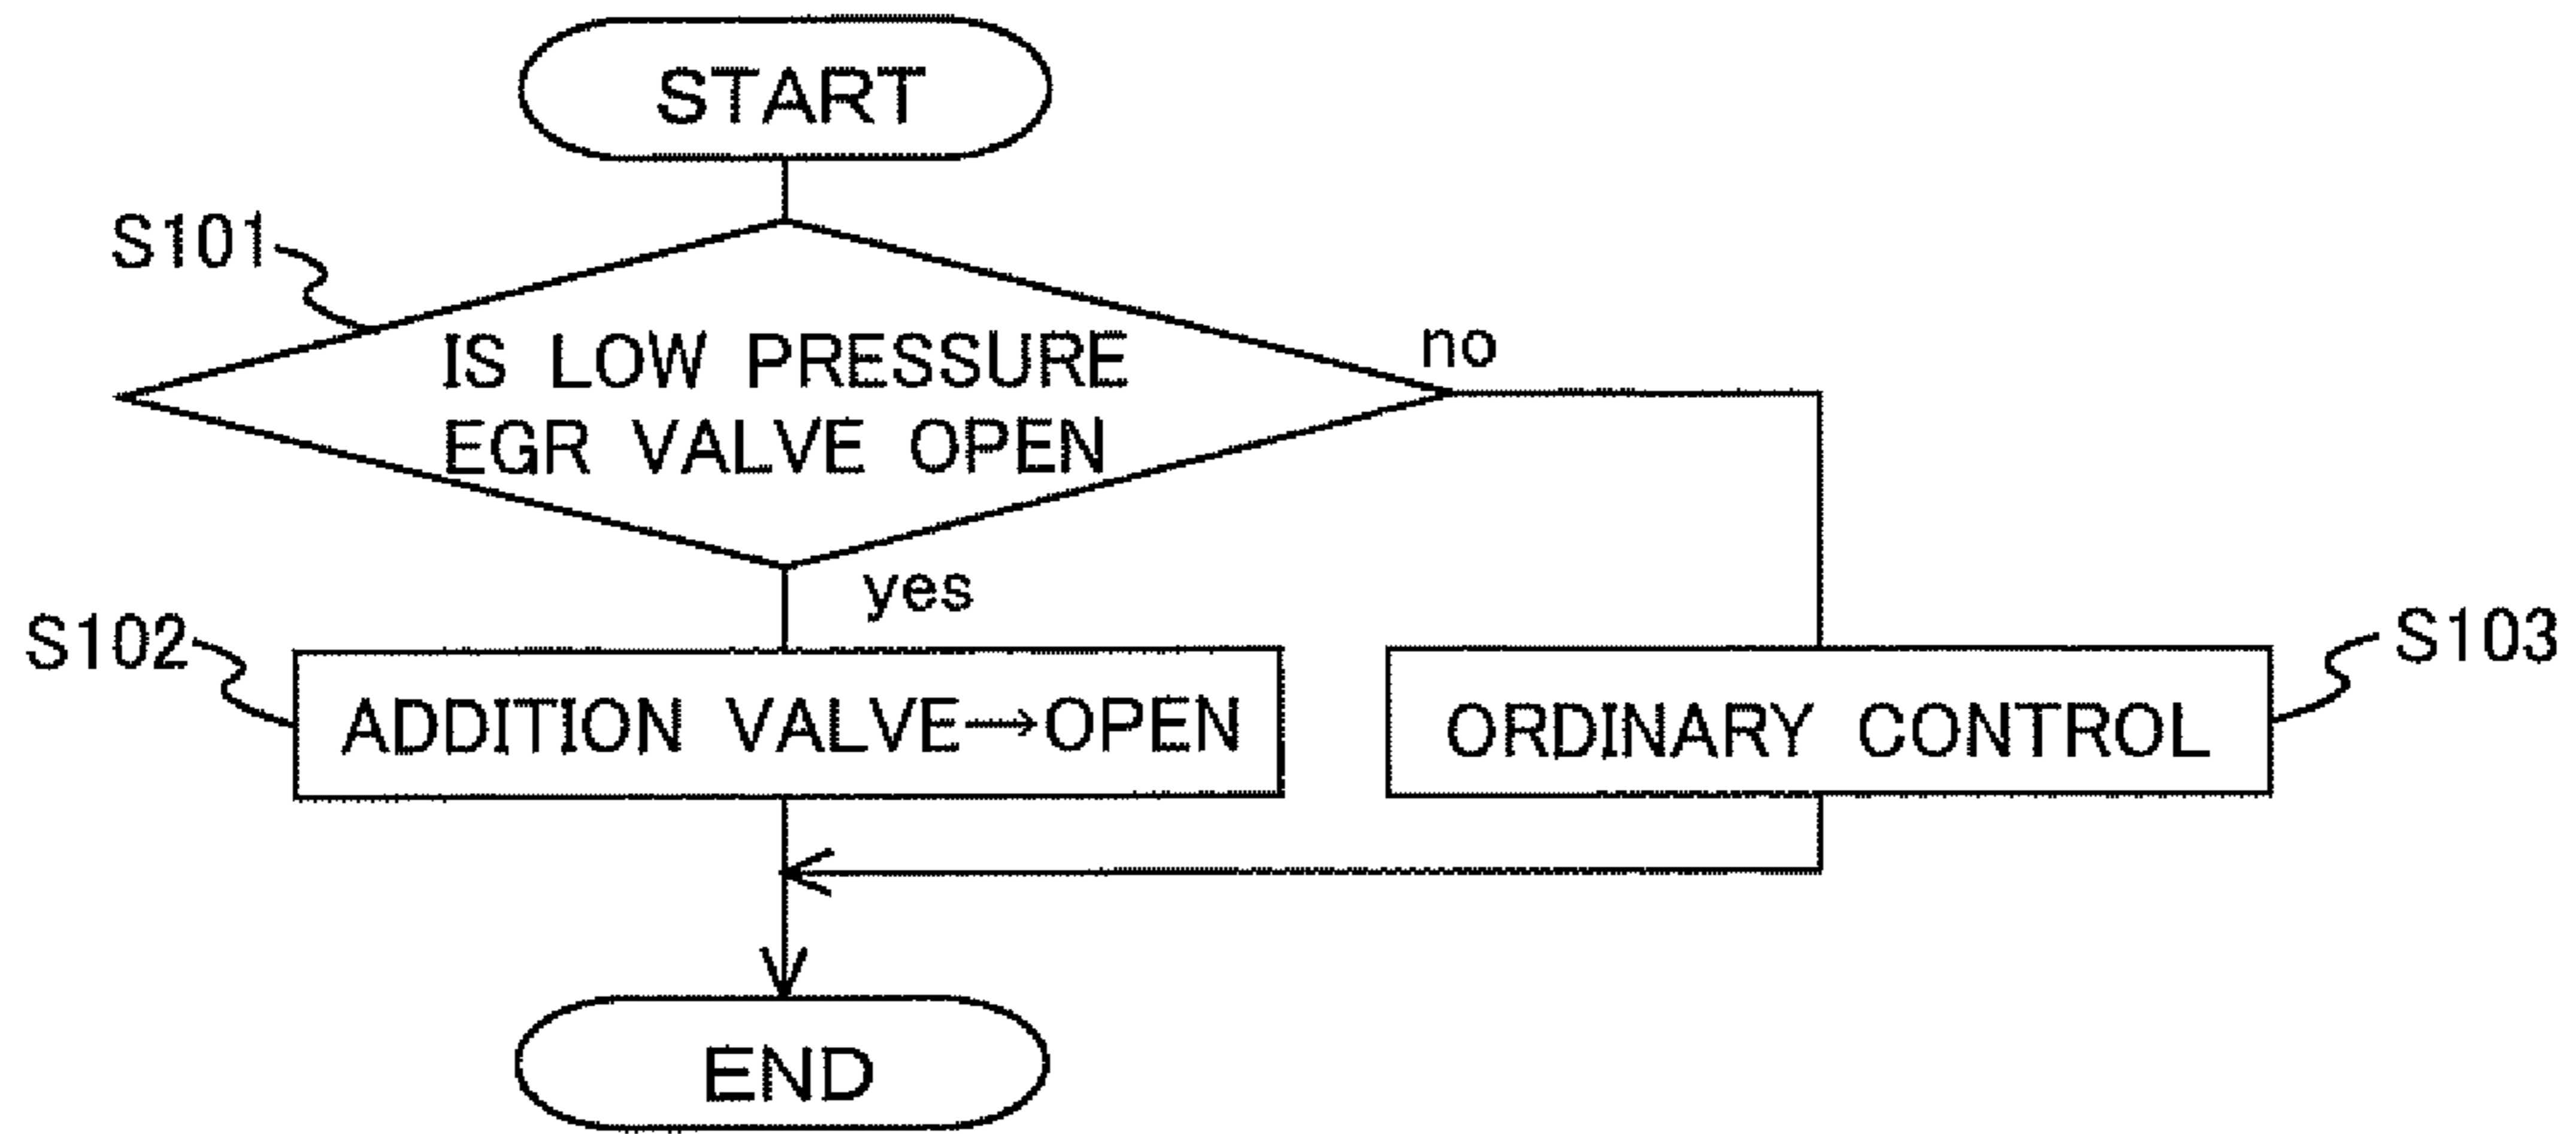 START
S101
IS LOW PRESSURE
EGR VALVE OPEN
no
yes
S102
ADDITION VALVE→OPEN
ORDINARY CONTROL
S103
END